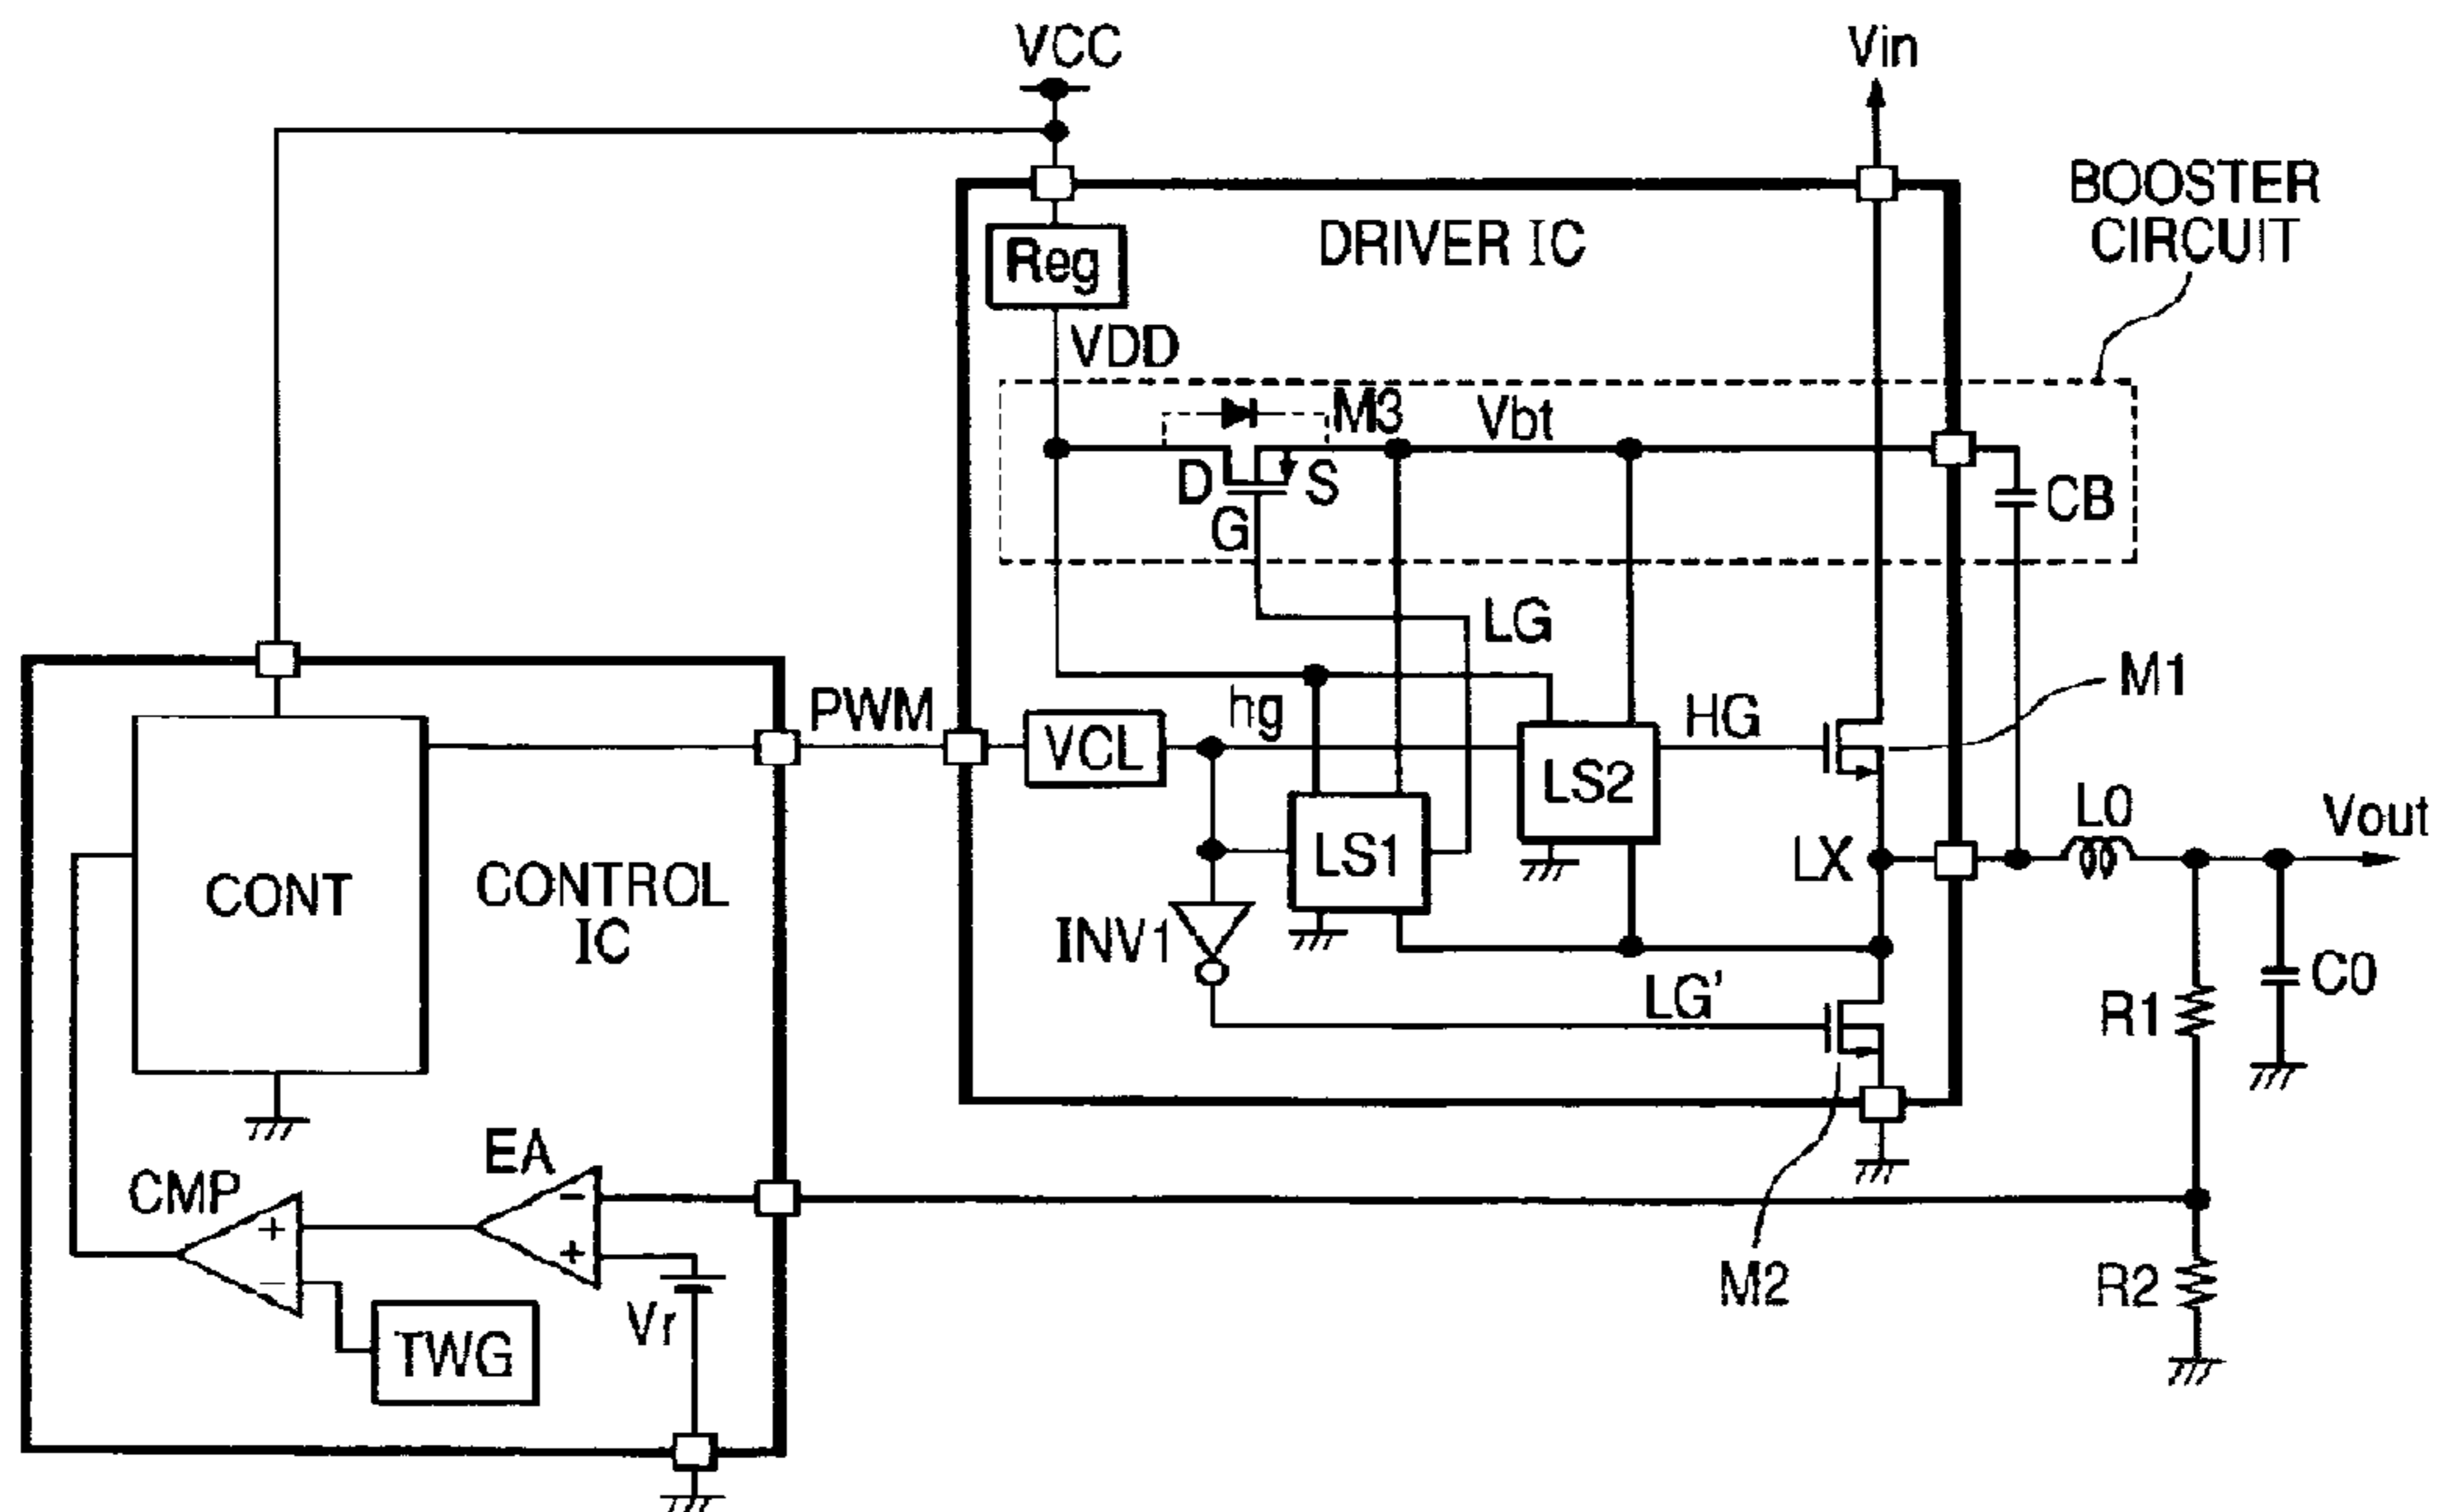 VCC
Vin
BOOSTER
CIRCUIT
DRIVER IC
Reg
VDD
M3
Vbt
D
S
G
CB
LG
M1
PWM
hg
HG
VCL
LS2
LS1
LX
L0
Vout
CONT
CONTROL
IC
INV1
LG'
C0
R1
EA
CMP
-
+
+
-
M2
R2
Vr
TWG